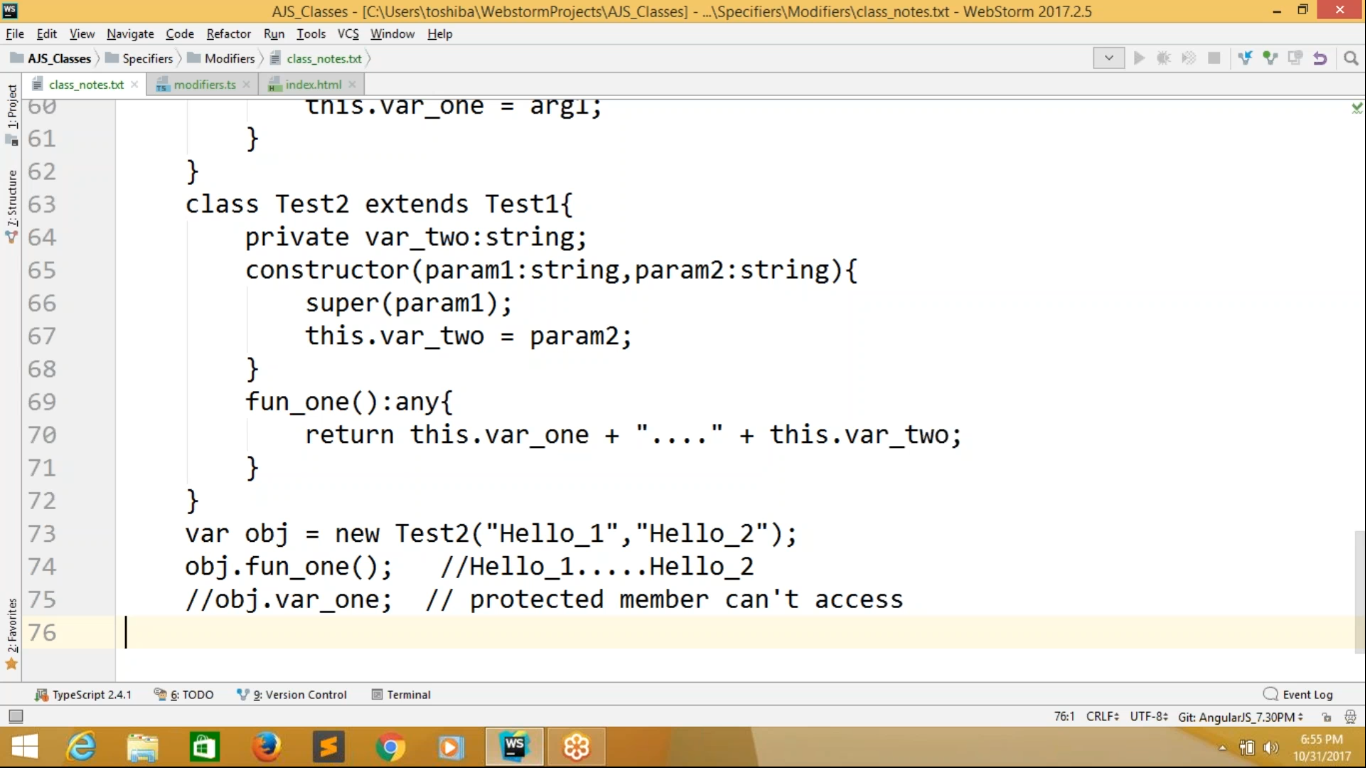 AJS_Classes - [C:\Users\toshiba\WebstormProjects\AJS_Classes] - ...\Specifiers\Modifiers\class_notes.txt - WebStorm 2017.2.5
File Edit View Navigate Code Refactor Run Tools VCS Window Help
AJS_Classes Specifiers Modifiers class_notes.txt
class_notes.txt modifiers.ts index.html
1: Project
7: Structure
2: Favorites
60 this.var_one = arg1;
61 }
62 }
63 class Test2 extends Test1{
64 private var_two:string;
65 constructor(param1:string,param2:string){
66 super(param1);
67 this.var_two = param2;
68 }
69 fun_one():any{
70 return this.var_one + "...." + this.var_two;
71 }
72 }
73 var obj = new Test2("Hello_1","Hello_2");
74 obj.fun_one(); //Hello_1.....Hello_2
75 //obj.var_one; // protected member can't access
76
TypeScript 2.4.1 6: TODO 9: Version Control Terminal Event Log
76:1 CRLF UTF-8 Git: AngularJS_7.30PM
6:55 PM
10/31/2017